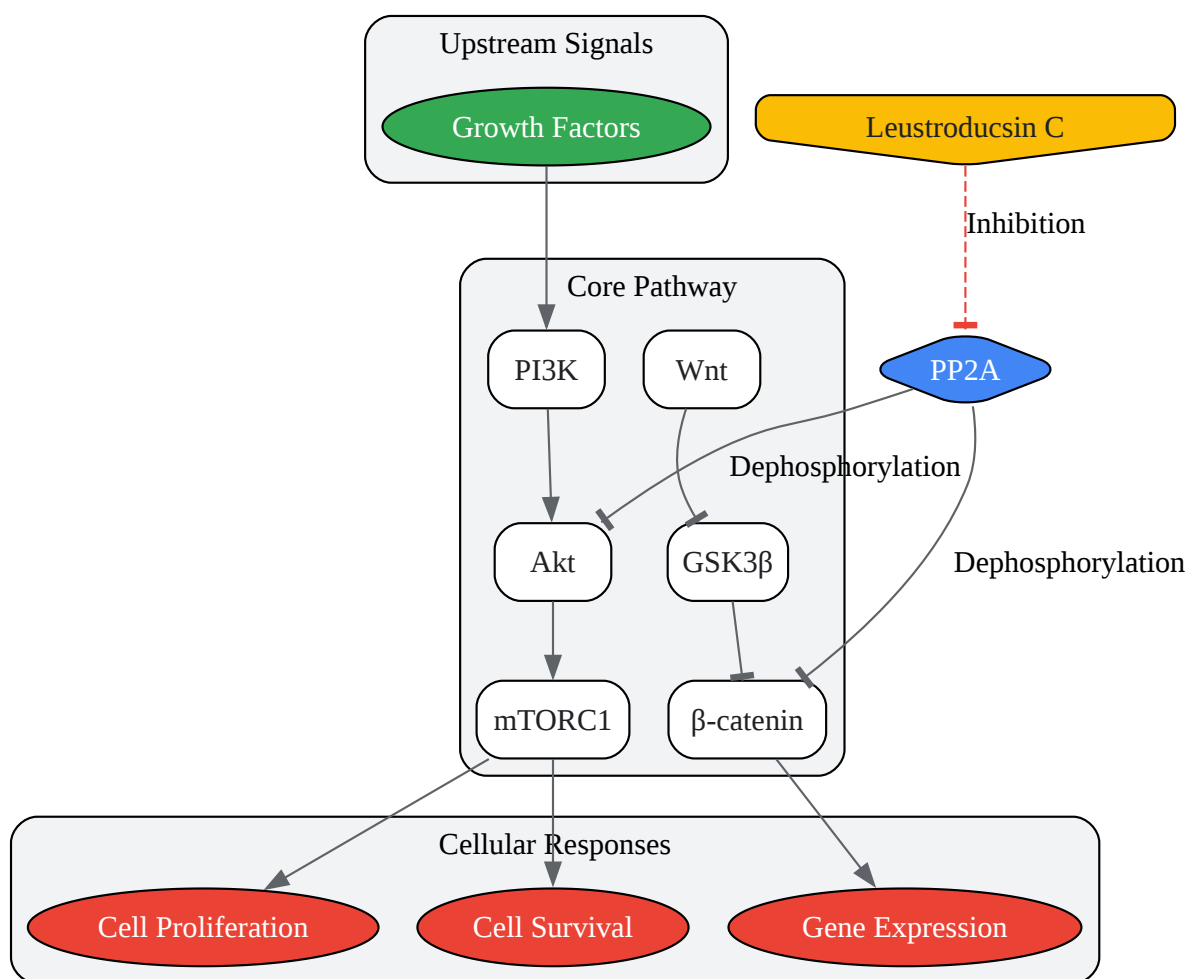 Upstream Signals
Growth Factors
Leustroducsin C
Inhibition
Core Pathway
PI3K
Wnt
PP2A
Dephosphorylation
Akt
GSK3β
Dephosphorylation
mTORC1
β-catenin
Cellular Responses
Cell Proliferation
Cell Survival
Gene Expression